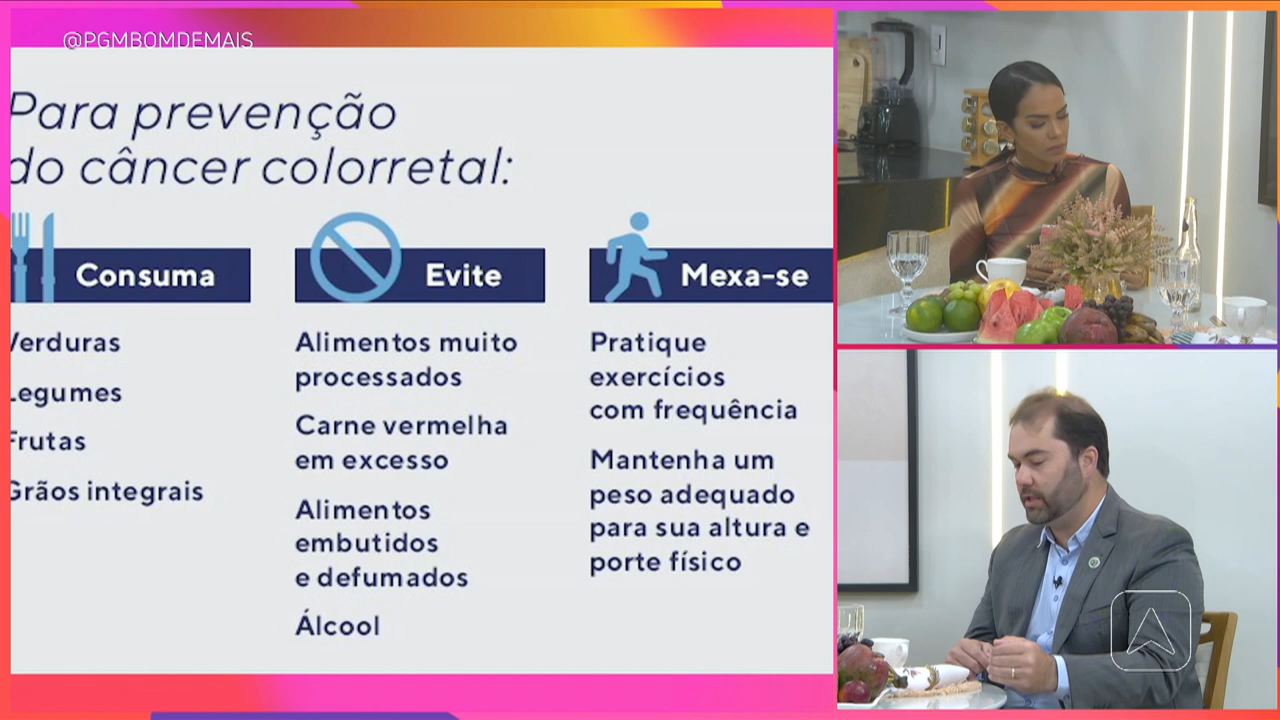 @PGMBOMDEMAIS
Para prevenção
do câncer colorretal:
Consuma
Evite
Mexa-se
Verduras
Legumes
Frutas
Grãos integrais
Alimentos muito
processados
Carne vermelha
em excesso
Alimentos
embutidos
e defumados
Álcool
Pratique
exercícios
com frequência
Mantenha um
peso adequado
para sua altura e
porte físico